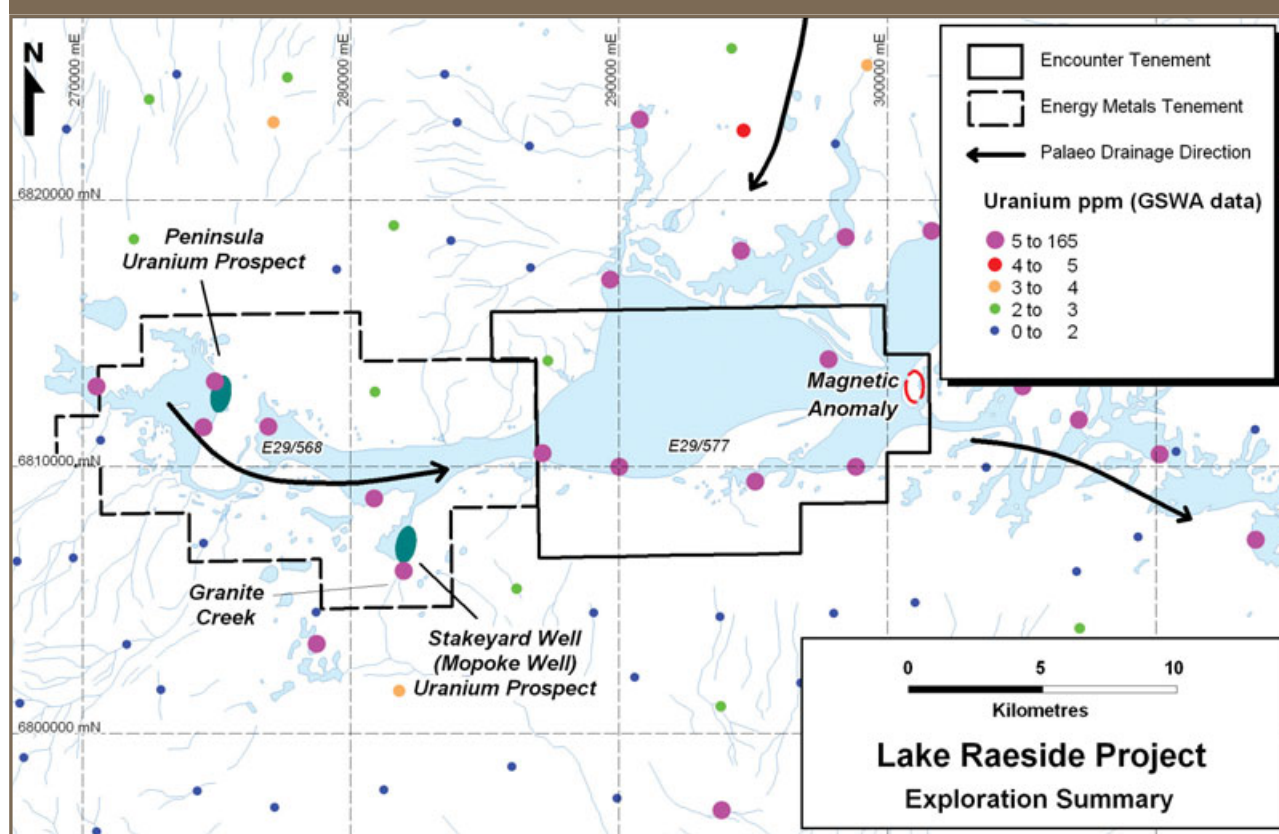 N
270000 mE
280000 mE
290000 mE
300000 mE
6820000 mN
6810000 mN
6800000 mN
Encounter Tenement
Energy Metals Tenement
Palaeo Drainage Direction
Uranium ppm (GSWA data)
5 to 165
4 to 5
3 to 4
2 to 3
0 to 2
Peninsula
Uranium Prospect
E29/568
E29/577
Magnetic
Anomaly
Granite
Creek
Stakeyard Well
(Mopoke Well)
Uranium Prospect
0 5 10
Kilometres
Lake Raeside Project
Exploration Summary